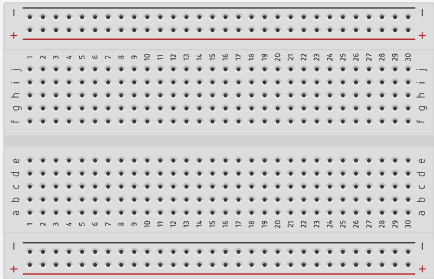 − −
+ +
1 2 3 4 5 6 7 8 9 10 11 12 13 14 15 16 17 18 19 20 21 22 23 24 25 26 27 28 29 30
j j
i i
h h
g g
f f
e e
d d
c c
b b
a a
1 2 3 4 5 6 7 8 9 10 11 12 13 14 15 16 17 18 19 20 21 22 23 24 25 26 27 28 29 30
− −
+ +